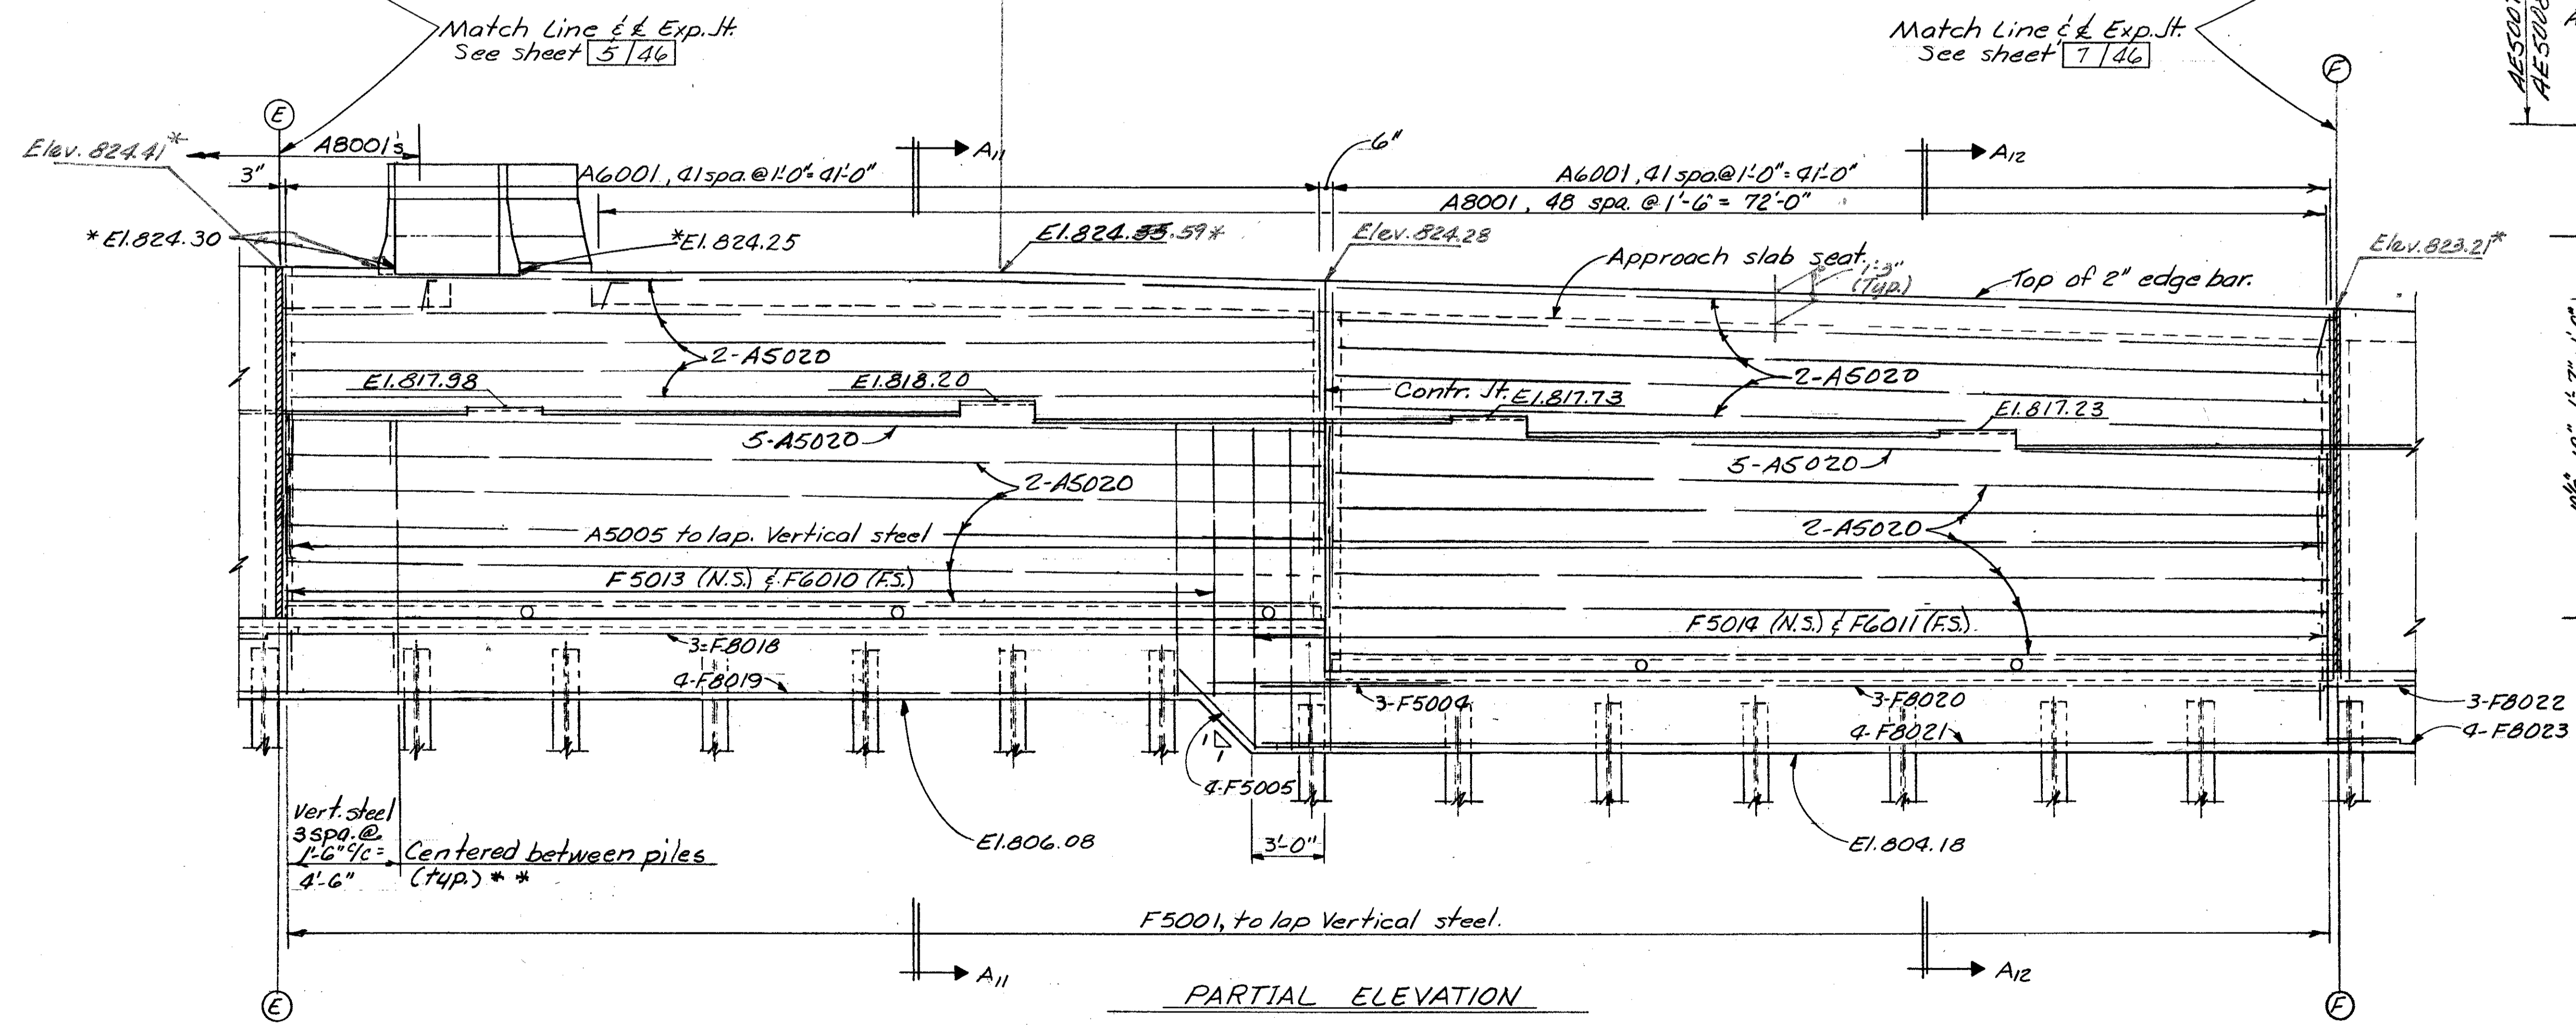 Match Line & ℄ Exp. Jt.
See sheet 5/46
Match Line & ℄ Exp. Jt.
See sheet 7/46
AE5007
AE5008
E
F
Elev. 824.41*
A8001's
A11
6"
A12
3"
A6001, 41 spa. @ 1'-0" = 41'-0"
A6001, 41 spa. @ 1'-0" = 41'-0"
A8001, 48 spa. @ 1'-6" = 72'-0"
*El. 824.30
*El. 824.25
El. 824.55 .59*
Elev. 824.28
Elev. 823.21*
Approach slab seat.
1'-3"
(Typ.)
Top of 2" edge bar.
2-A5020
2-A5020
El. 817.98
El. 818.20
Contr. Jt.
El. 817.73
El. 817.23
5-A5020
5-A5020
2-A5020
2-A5020
A5005 to lap. Vertical steel
F5013 (N.S.) & F6010 (F.S.)
F5014 (N.S.) & F6011 (F.S.)
3-F8018
4-F8019
3-F5004
3-F8020
3-F8022
4-F8021
4-F8023
1
1
4-F5005
Vert. steel
3 spa. @
1'-6" c/c =
4'-6"
Centered between piles
(typ.) * *
El. 806.08
3'-0"
El. 804.18
F5001, to lap Vertical steel.
A11
A12
E
F
PARTIAL ELEVATION